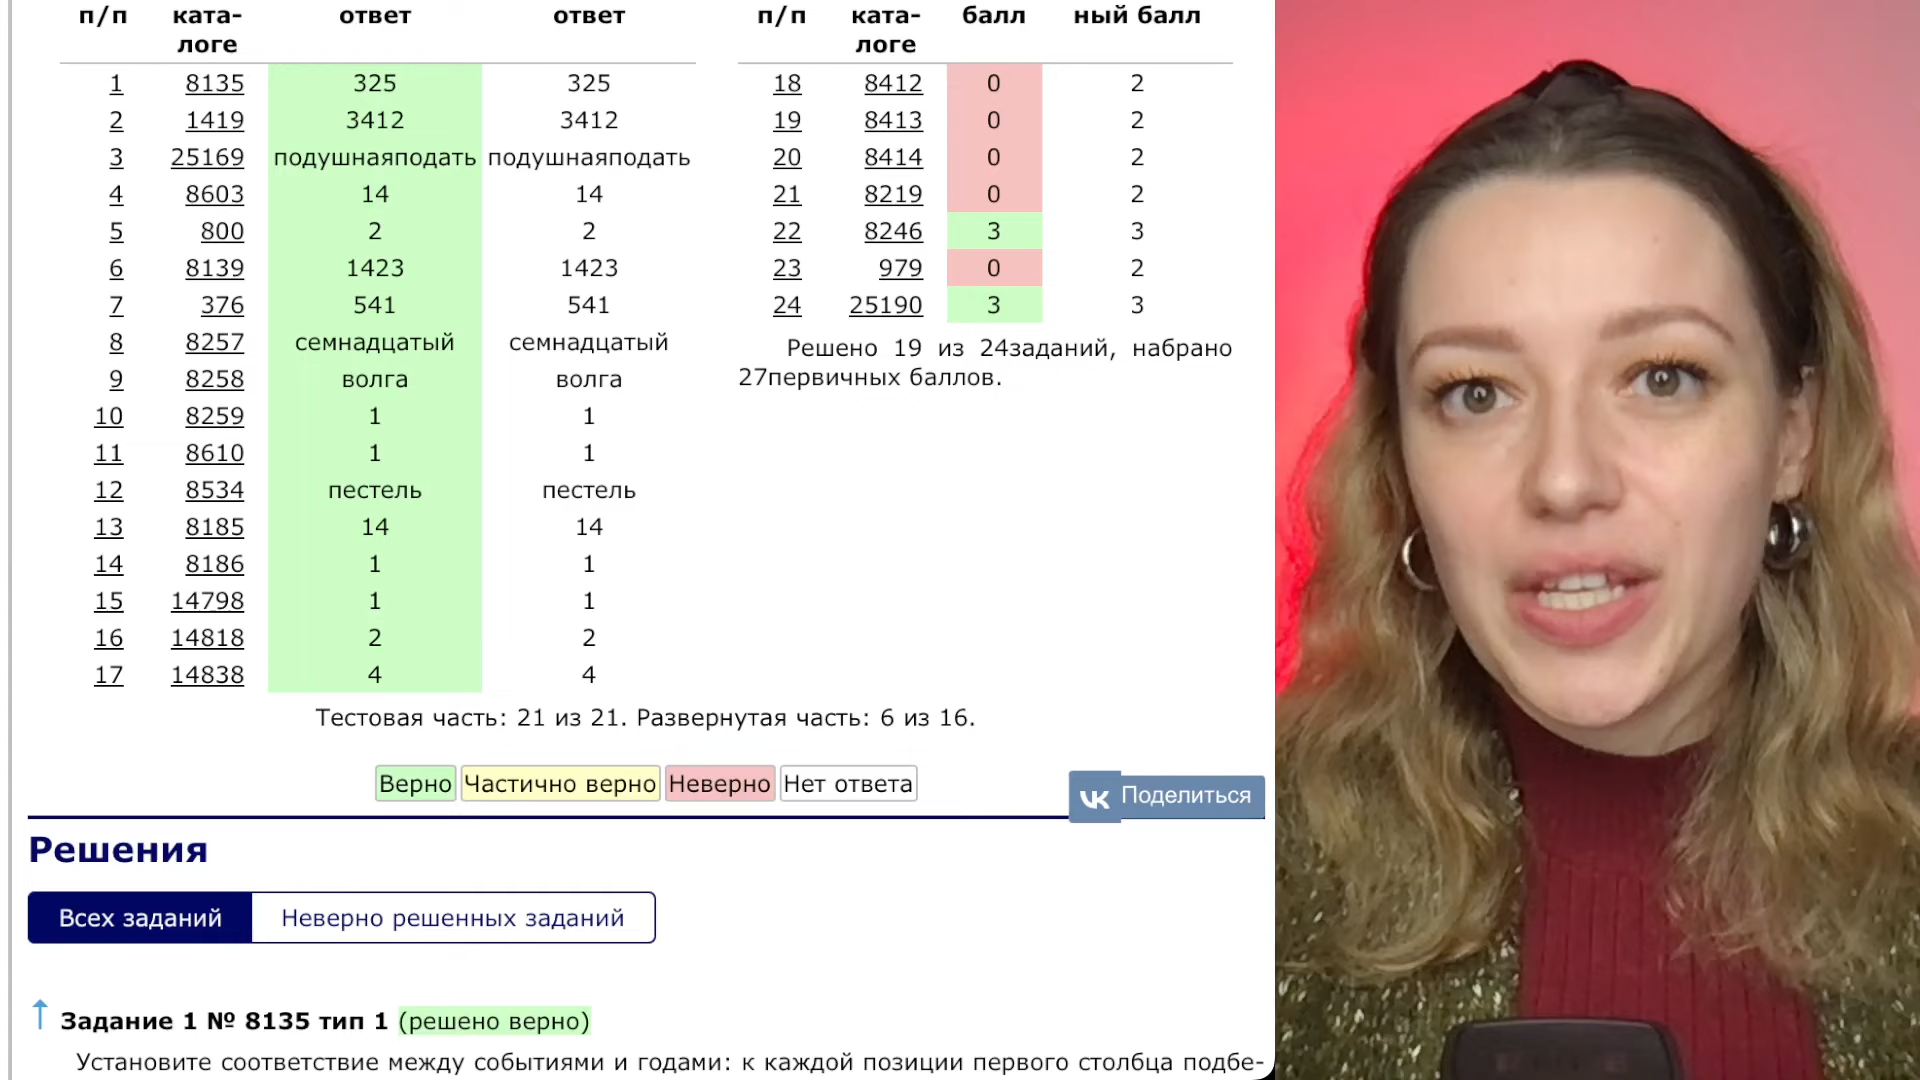 п/п ката-логе ответ ответ
1 8135 325 325
2 1419 3412 3412
3 25169 подушнаяподать подушнаяподать
4 8603 14 14
5 800 2 2
6 8139 1423 1423
7 376 541 541
8 8257 семнадцатый семнадцатый
9 8258 волга волга
10 8259 1 1
11 8610 1 1
12 8534 пестель пестель
13 8185 14 14
14 8186 1 1
15 14798 1 1
16 14818 2 2
17 14838 4 4
п/п ката-логе балл ный балл
18 8412 0 2
19 8413 0 2
20 8414 0 2
21 8219 0 2
22 8246 3 3
23 979 0 2
24 25190 3 3
Решено 19 из 24заданий, набрано
27первичных баллов.
Тестовая часть: 21 из 21. Развернутая часть: 6 из 16.
Верно Частично верно Неверно Нет ответа
Поделиться
Решения
Всех заданий Неверно решенных заданий
Задание 1 № 8135 тип 1 (решено верно)
Установите соответствие между событиями и годами: к каждой позиции первого столбца подбе-